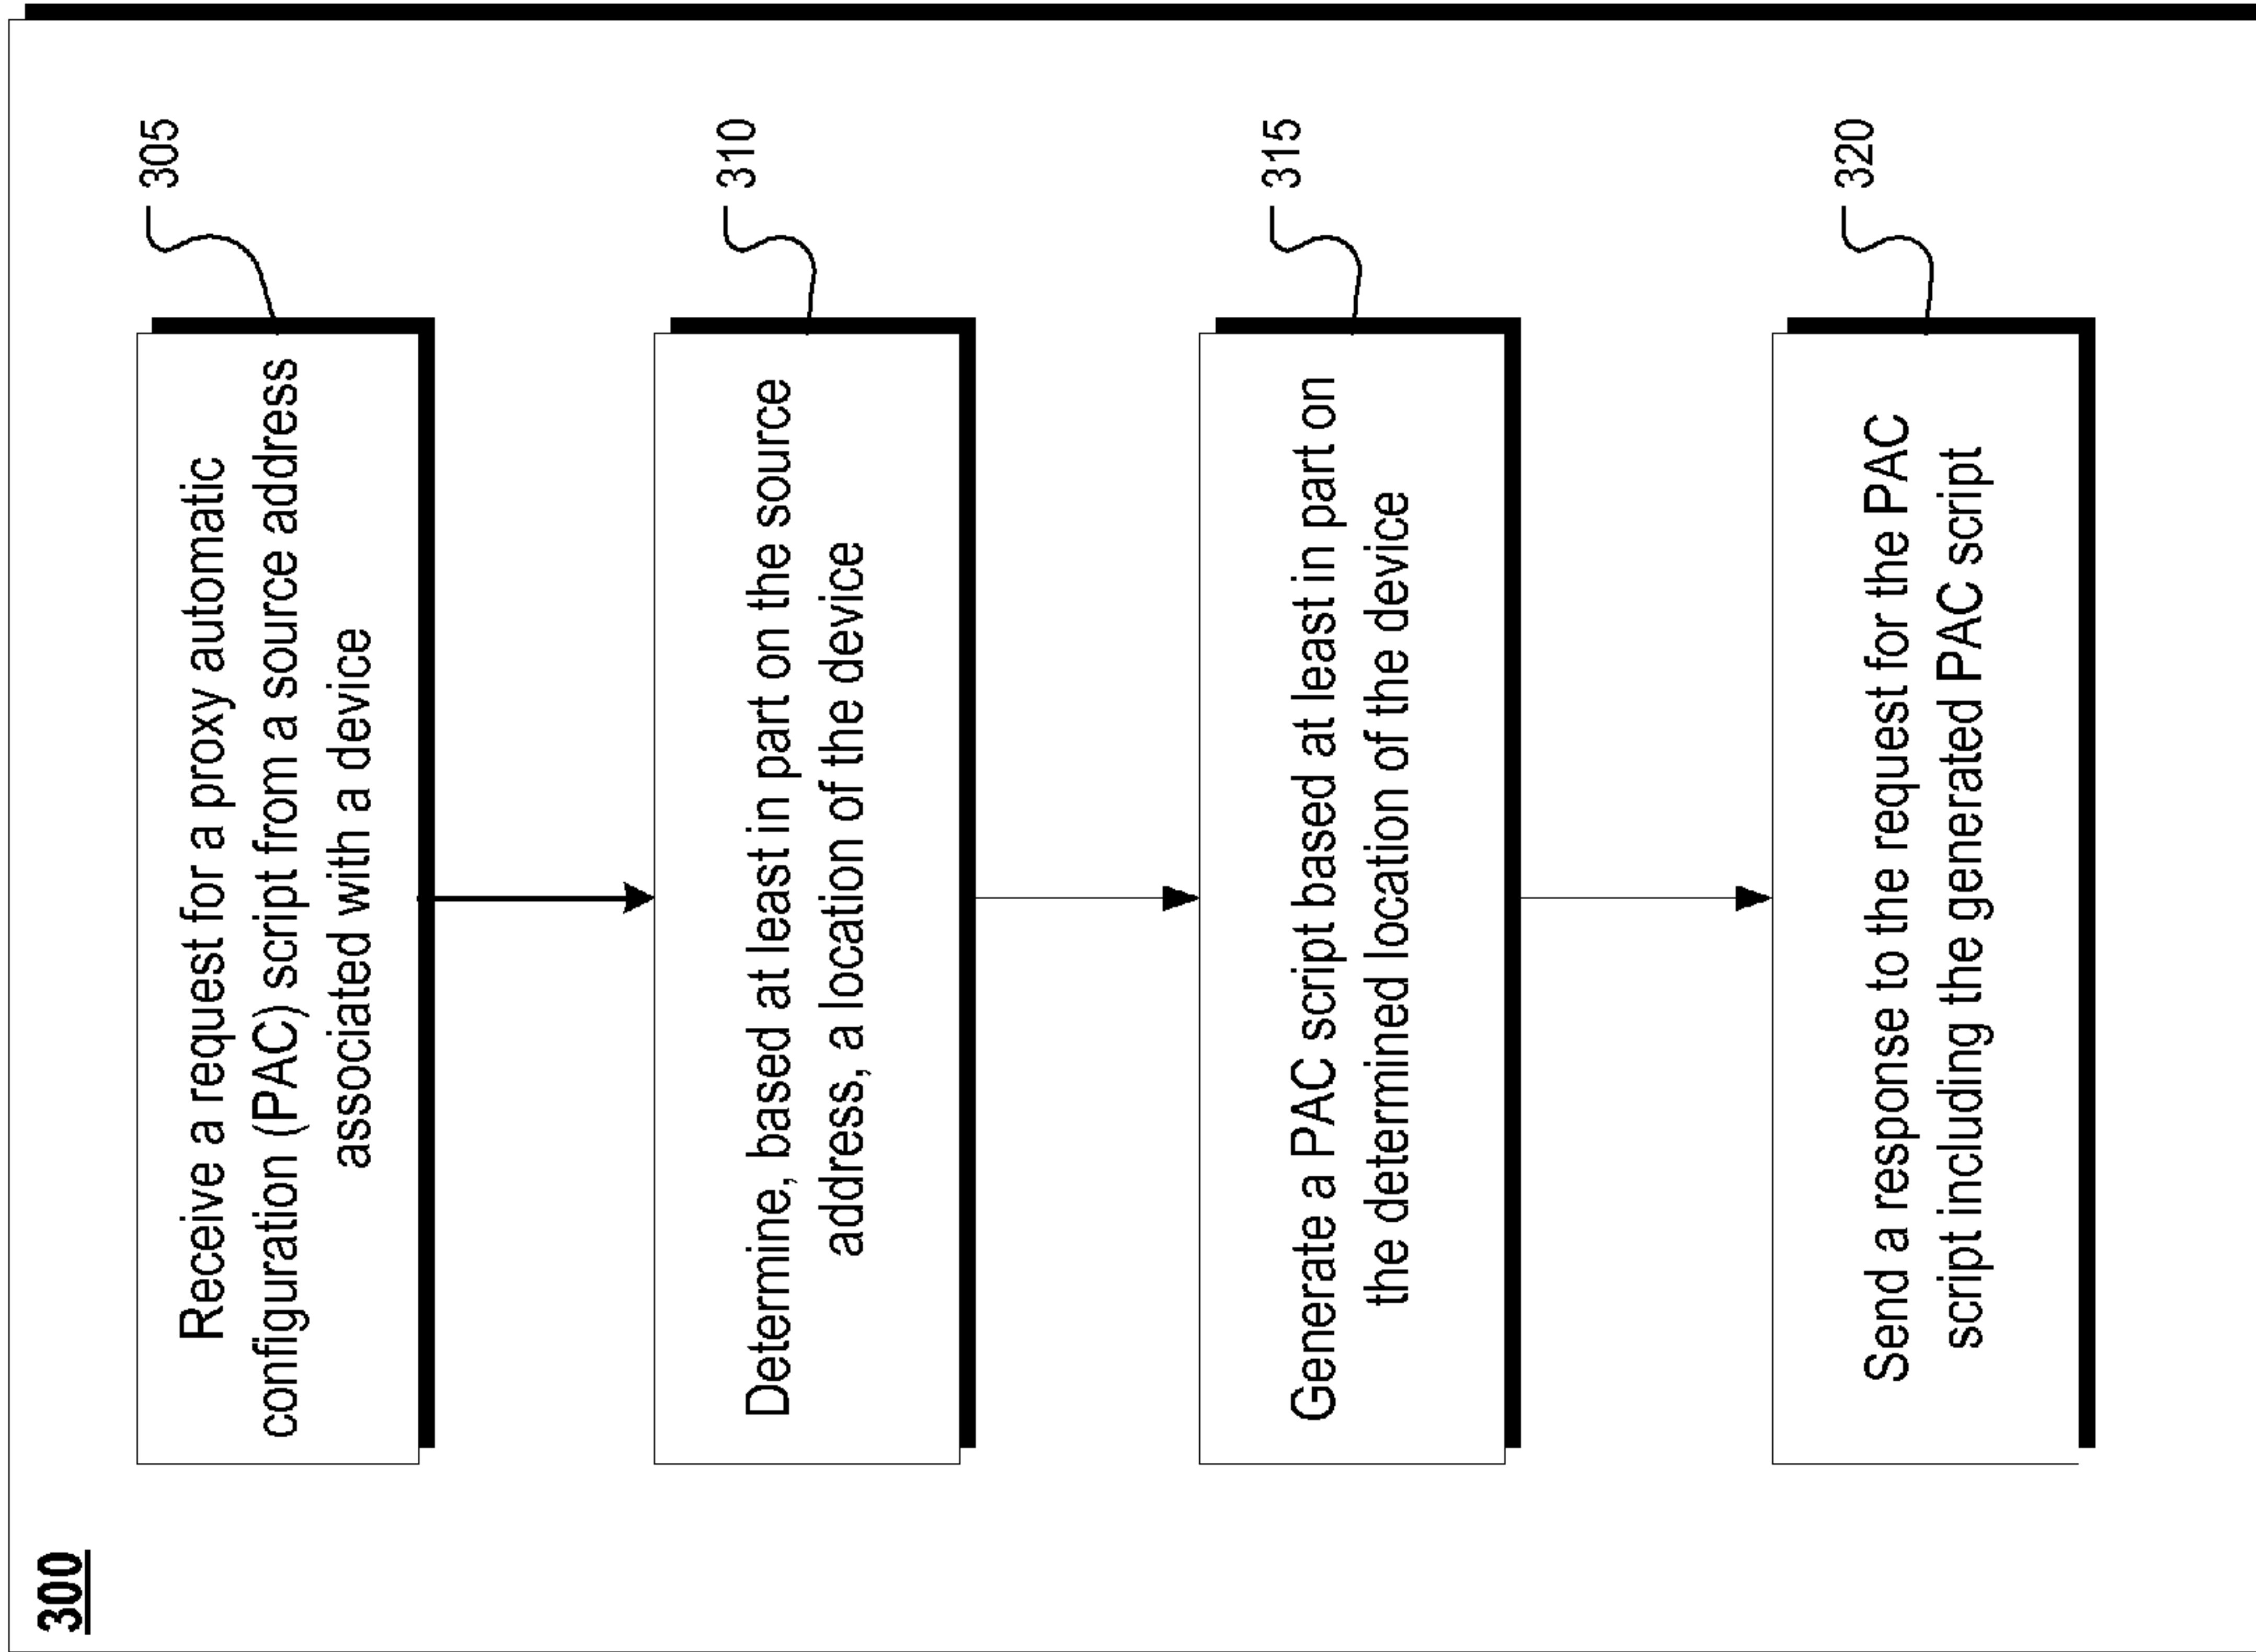 300
Receive a request for a proxy automatic
configuration (PAC) script from a source address
associated with a device
305
Determine, based at least in part on the source
address, a location of the device
310
Generate a PAC script based at least in part on
the determined location of the device
315
Send a response to the request for the PAC
script including the generated PAC script
320